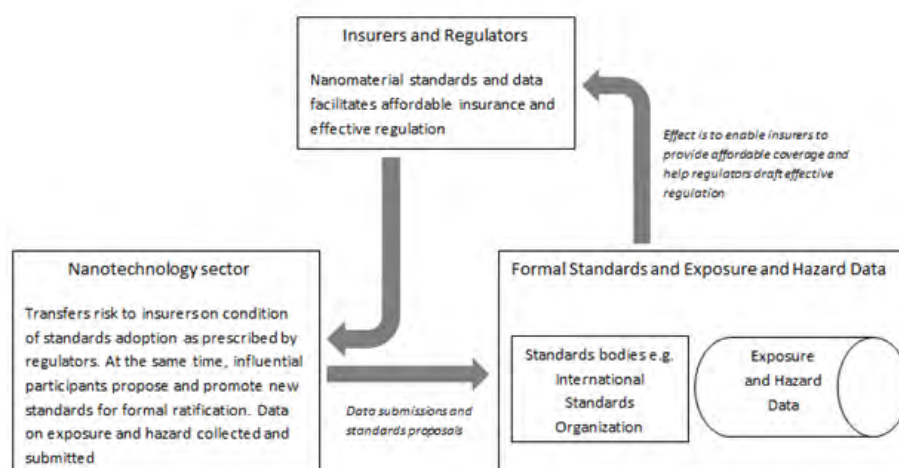 Insurers and Regulators
Nanomaterial standards and data
facilitates affordable insurance and
effective regulation
Effect is to enable insurers to
provide affordable coverage and
help regulators draft effective
regulation
Nanotechnology sector
Transfers risk to insurers on condition
of standards adoption as prescribed by
regulators. At the same time, influential
participants propose and promote new
standards for formal ratification. Data
on exposure and hazard collected and
submitted
Data submissions and
standards proposals
Formal Standards and Exposure and Hazard Data
Standards bodies e.g.
International
Standards
Organization
Exposure
and Hazard
Data